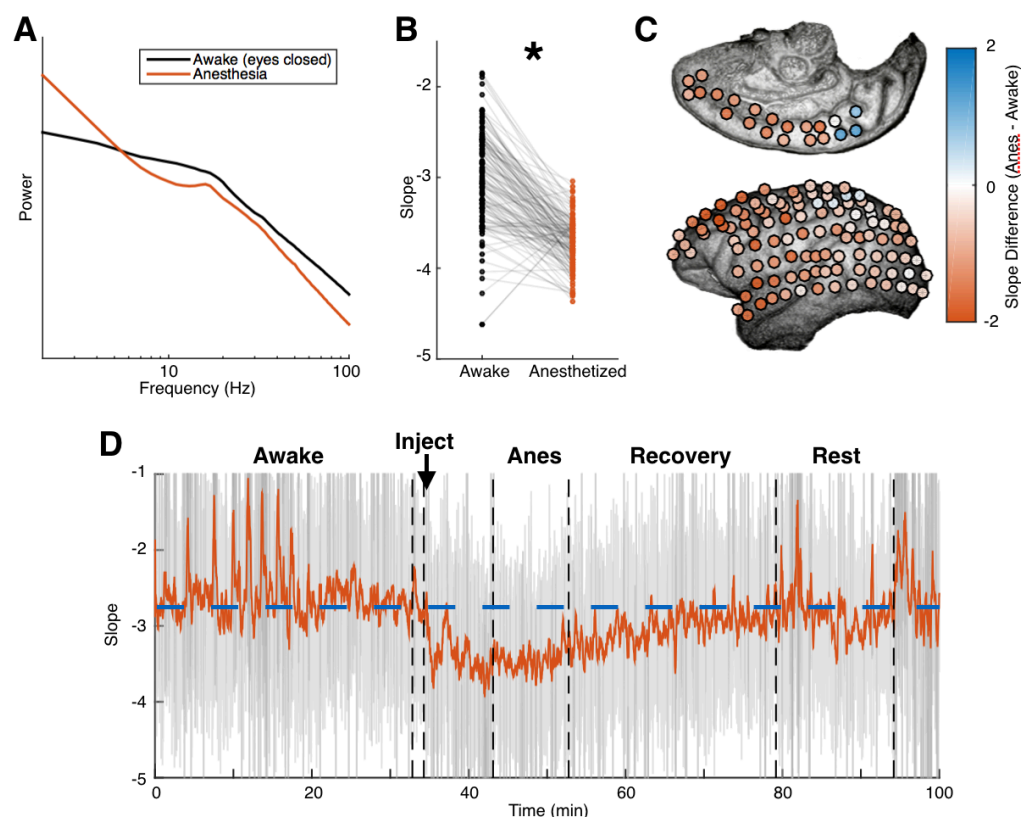 A
Awake (eyes closed)
Anesthesia
Power
10
100
Frequency (Hz)
B
*
-2
-3
-4
-5
Slope
Awake
Anesthetized
C
2
0
-2
Slope Difference (Anes - Awake)
D
Awake
Inject
Anes
Recovery
Rest
-1
-2
-3
-4
-5
Slope
0
20
40
60
80
100
Time (min)